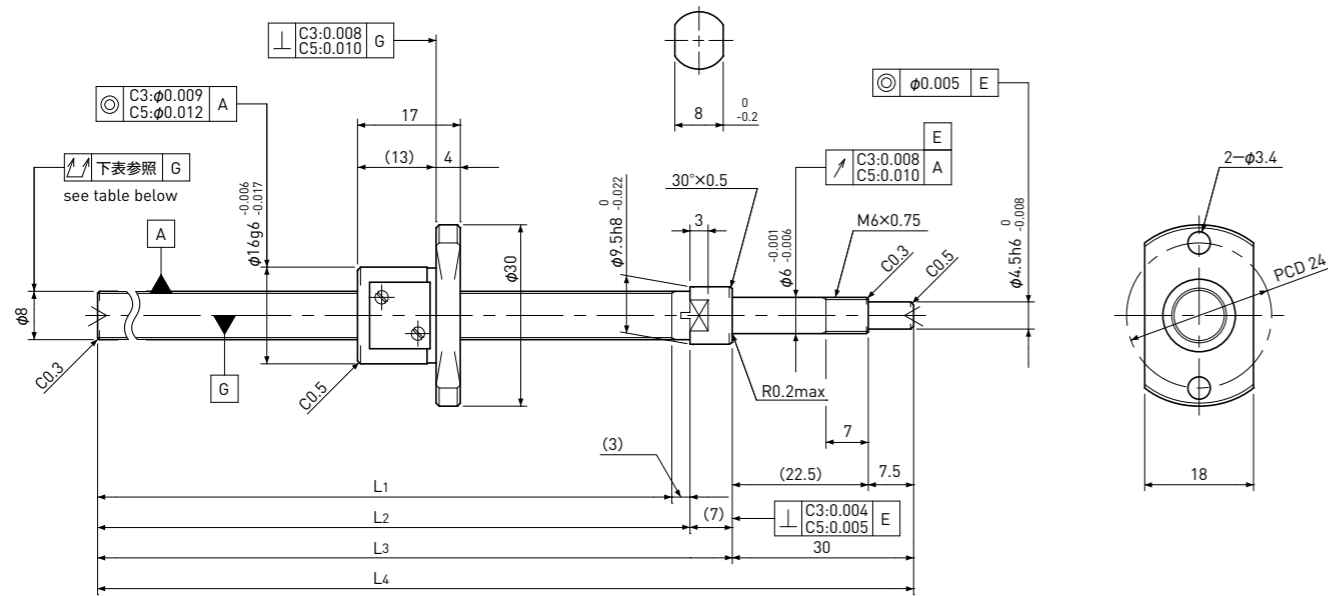 ⊥ C3:0.008 G
C5:0.010
◎ C3:φ0.009 A
C5:φ0.012
下表参照 G
see table below
A
G
φ8
C0.3
φ16g6 -0.006
-0.017
17
(13) 4
C0.5
φ30
8 0
-0.2
φ9.5h8 0
-0.022
30°×0.5
3
◎ φ0.005 E
E
C3:0.008 A
C5:0.010
φ6 -0.001
-0.006
M6×0.75
C0.3
C0.5
φ4.5h6 0
-0.008
R0.2max
7
(3)
(22.5) 7.5
L1
L2 (7)
⊥ C3:0.004 E
C5:0.005
L3 30
L4
2-φ3.4
PCD 24
18